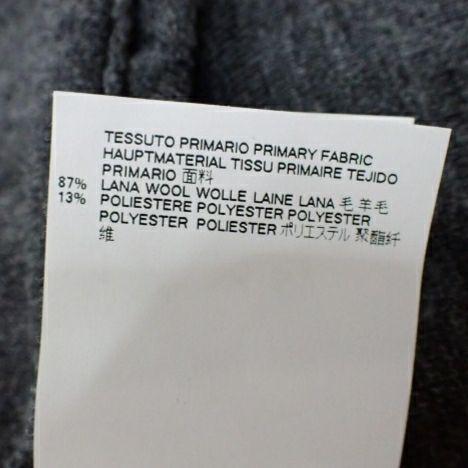 TESSUTO PRIMARIO PRIMARY FABRIC
HAUPTMATERIAL TISSU PRIMAIRE TEJIDO
PRIMARIO 面料
87% LANA WOOL WOLLE LAINE LANA 毛 羊毛
13% POLIESTERE POLYESTER POLYESTER
POLYESTER POLIESTER ポリエステル 聚酯纤
维